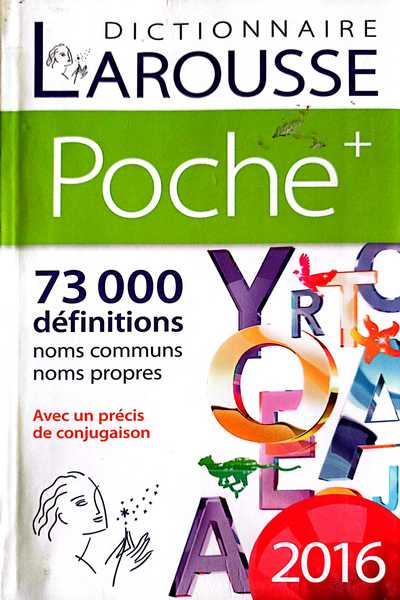 DICTIONNAIRE
LAROUSSE
Poche+
73 000
définitions
noms communs
noms propres
Avec un précis
de conjugaison
Y R T O
O A
G E J
A
2016